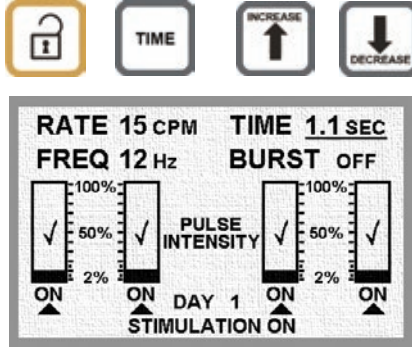 TIME
INCREASE
DECREASE
RATE 15 CPM TIME 1.1 SEC
FREQ 12 Hz BURST OFF
100% 100%
50% PULSE INTENSITY 50%
2% 2%
ON ON DAY 1 ON ON
STIMULATION ON